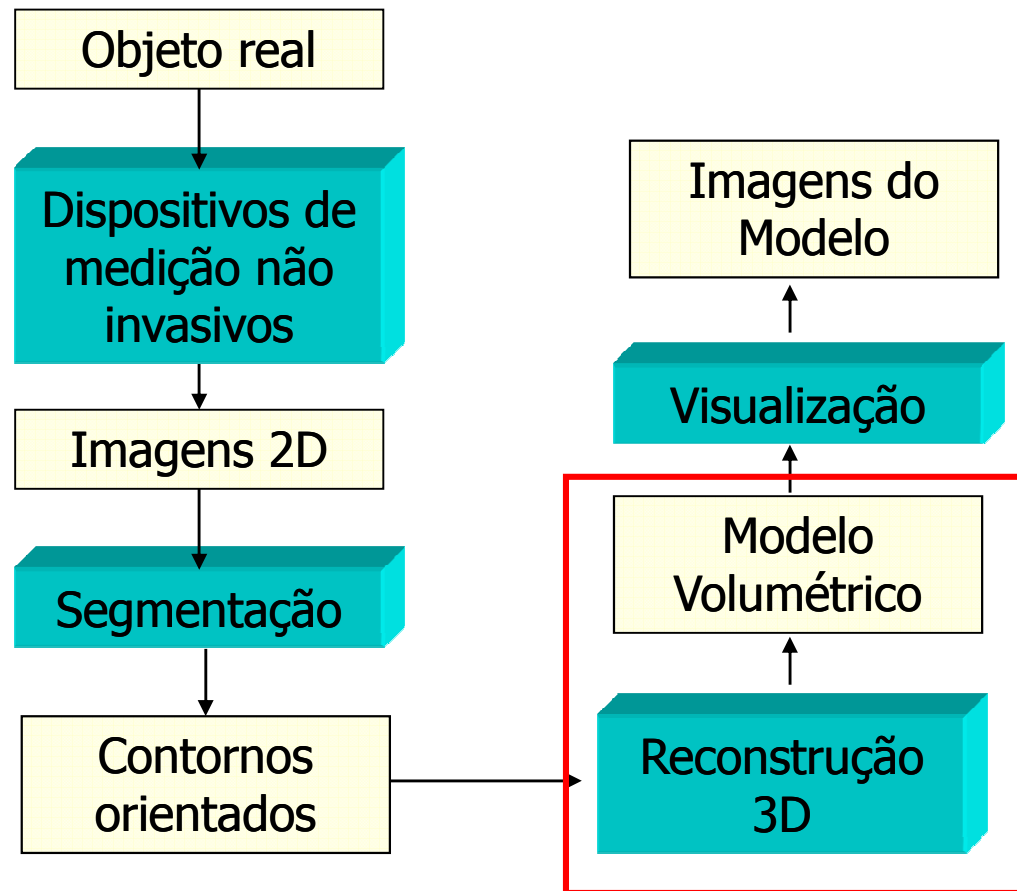 Objeto real
Dispositivos de
medição não
invasivos
Imagens 2D
Segmentação
Contornos
orientados
Reconstrução
3D
Modelo
Volumétrico
Visualização
Imagens do
Modelo